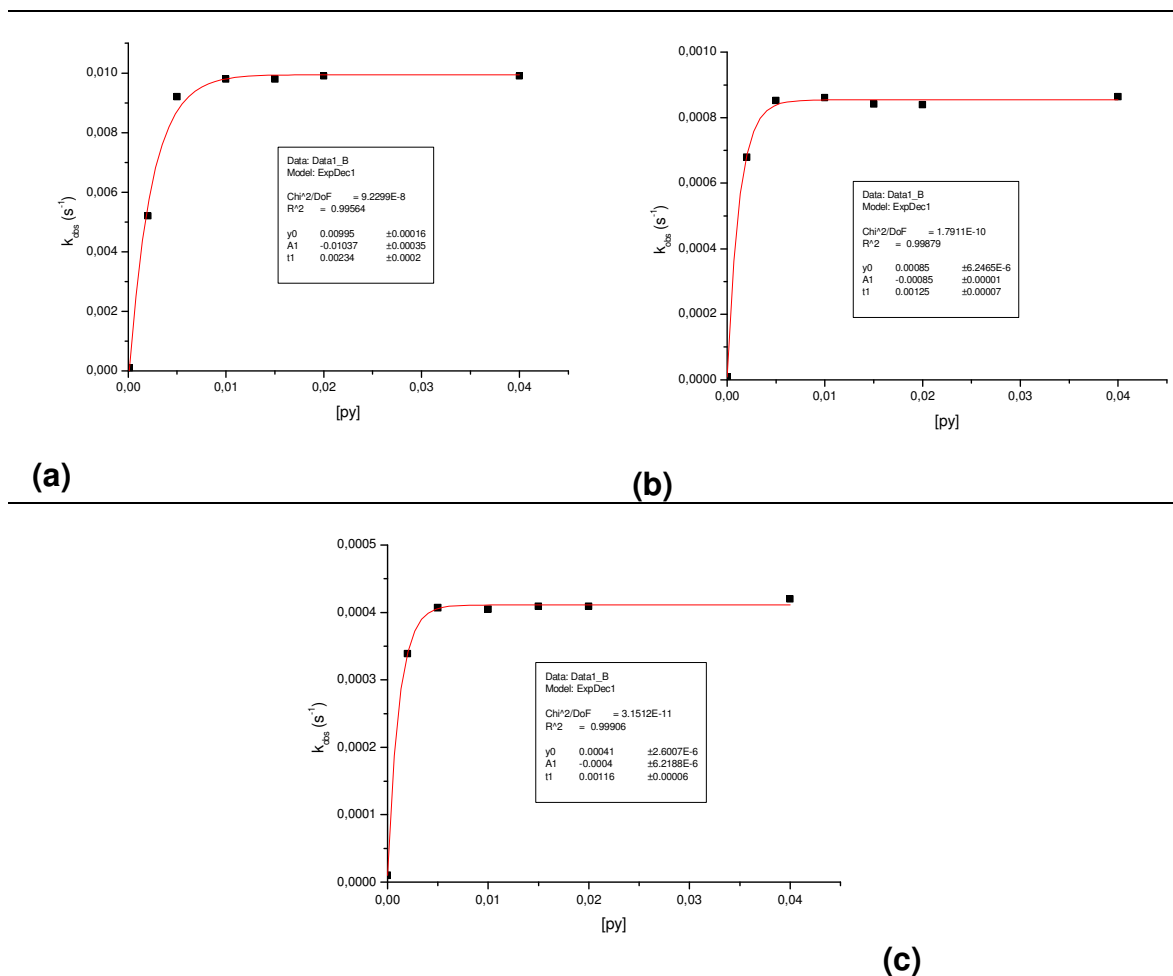 0,010
0,008
0,006
0,004
0,002
0,000
k_obs (s^-1)
0,00 0,01 0,02 0,03 0,04
[py]
Data: Data1_B
Model: ExpDec1
Chi^2/DoF = 9.2299E-8
R^2 = 0.99564
y0 0.00995 ±0.00016
A1 -0.01037 ±0.00035
t1 0.00234 ±0.0002
(a)
0,0010
0,0008
0,0006
0,0004
0,0002
0,0000
k_obs (s^-1)
0,00 0,01 0,02 0,03 0,04
[py]
Data: Data1_B
Model: ExpDec1
Chi^2/DoF = 1.7911E-10
R^2 = 0.99879
y0 0.00085 ±6.2465E-6
A1 -0.00085 ±0.00001
t1 0.00125 ±0.00007
(b)
0,0005
0,0004
0,0003
0,0002
0,0001
0,0000
k_obs (s^-1)
0,00 0,01 0,02 0,03 0,04
[py]
Data: Data1_B
Model: ExpDec1
Chi^2/DoF = 3.1512E-11
R^2 = 0.99906
y0 0.00041 ±2.6007E-6
A1 -0.0004 ±6.2188E-6
t1 0.00116 ±0.00006
(c)